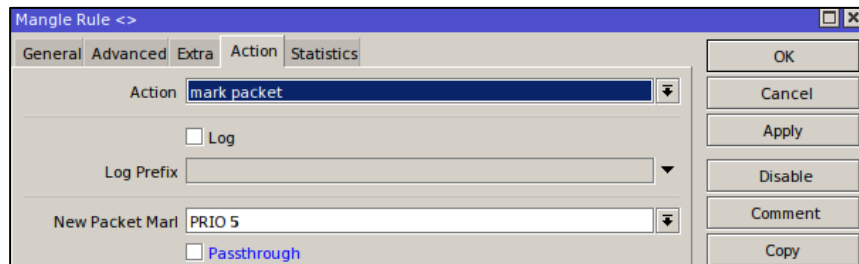 Mangle Rule <>
General Advanced Extra Action Statistics
OK
Action mark packet
Cancel
Log
Apply
Log Prefix
Disable
New Packet Marl PRIO 5
Comment
Passthrough
Copy